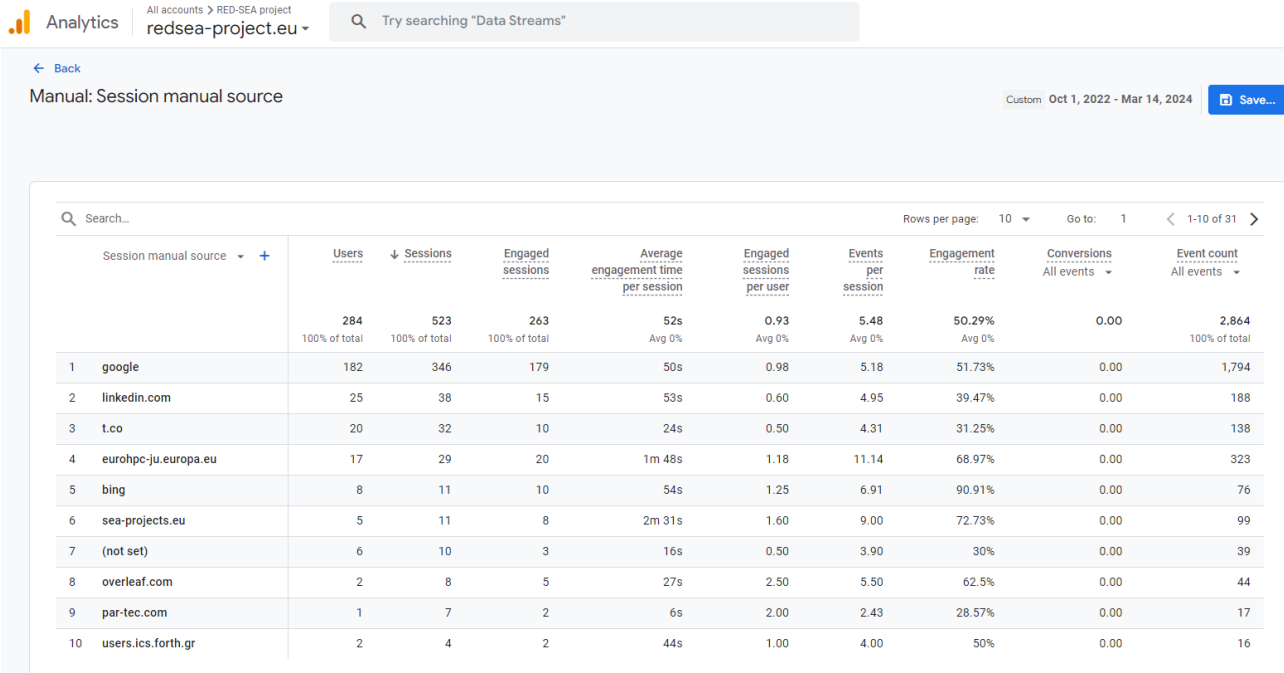 Analytics
All accounts > RED-SEA project
redsea-project.eu
Try searching "Data Streams"
Back
Manual: Session manual source
Custom Oct 1, 2022 - Mar 14, 2024
Save...
Search...
Rows per page: 10 Go to: 1 1-10 of 31
Session manual source + Users ↓ Sessions Engaged sessions Average engagement time per session Engaged sessions per user Events per session Engagement rate Conversions All events Event count All events
284 523 263 52s 0.93 5.48 50.29% 0.00 2,864
100% of total 100% of total 100% of total Avg 0% Avg 0% Avg 0% Avg 0% 100% of total
1 google 182 346 179 50s 0.98 5.18 51.73% 0.00 1,794
2 linkedin.com 25 38 15 53s 0.60 4.95 39.47% 0.00 188
3 t.co 20 32 10 24s 0.50 4.31 31.25% 0.00 138
4 eurohpc-ju.europa.eu 17 29 20 1m 48s 1.18 11.14 68.97% 0.00 323
5 bing 8 11 10 54s 1.25 6.91 90.91% 0.00 76
6 sea-projects.eu 5 11 8 2m 31s 1.60 9.00 72.73% 0.00 99
7 (not set) 6 10 3 16s 0.50 3.90 30% 0.00 39
8 overleaf.com 2 8 5 27s 2.50 5.50 62.5% 0.00 44
9 par-tec.com 1 7 2 6s 2.00 2.43 28.57% 0.00 17
10 users.ics.forth.gr 2 4 2 44s 1.00 4.00 50% 0.00 16